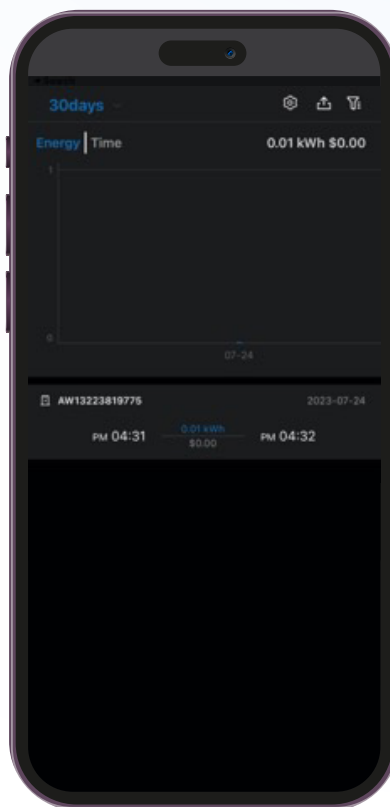 Search
30days
Energy Time 0.01 kWh $0.00
1
0
07-24
AW13223819775 2023-07-24
PM 04:31 0.01 kWh PM 04:32
$0.00